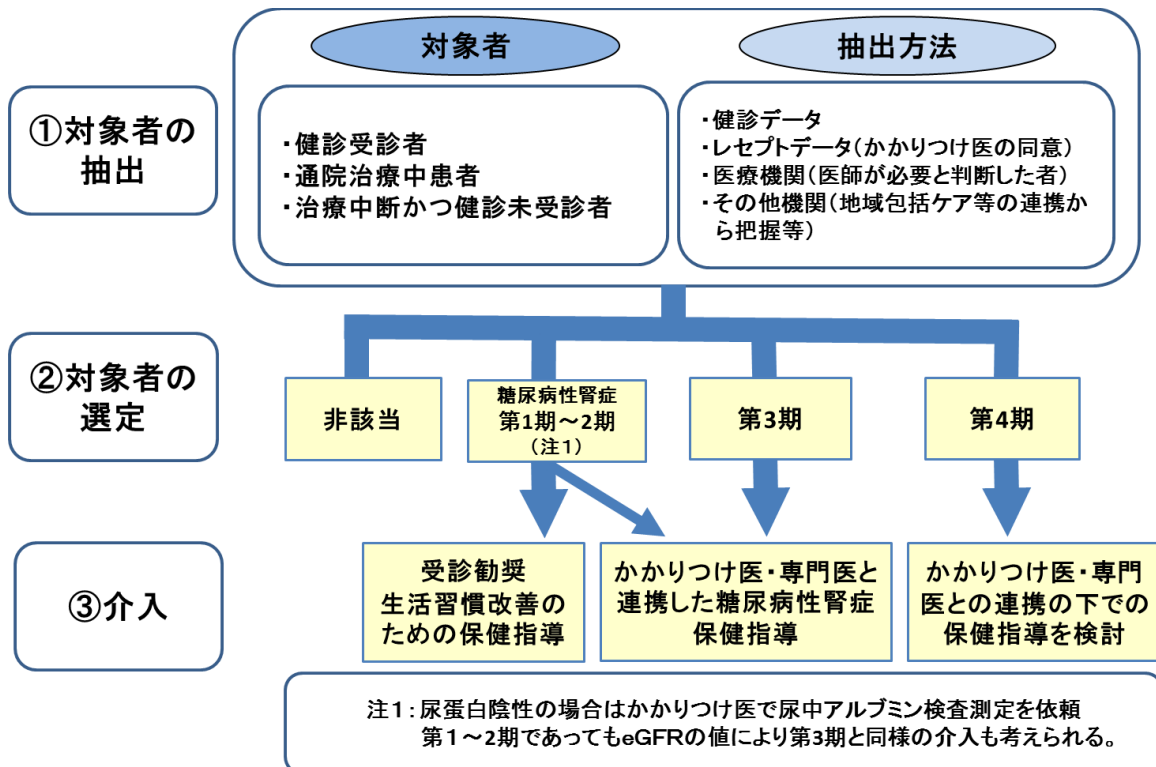 対象者
抽出方法
①対象者の
抽出
・健診受診者
・通院治療中患者
・治療中断かつ健診未受診者
・健診データ
・レセプトデータ(かかりつけ医の同意)
・医療機関(医師が必要と判断した者)
・その他機関(地域包括ケア等の連携から把握等)
②対象者の
選定
非該当
糖尿病性腎症
第1期～2期
(注1)
第3期
第4期
③介入
受診勧奨
生活習慣改善の
ための保健指導
かかりつけ医・専門医と
連携した糖尿病性腎症
保健指導
かかりつけ医・専門
医との連携の下での
保健指導を検討
注1：尿蛋白陰性の場合はかかりつけ医で尿中アルブミン検査測定を依頼
第1～2期であってもeGFRの値により第3期と同様の介入も考えられる。